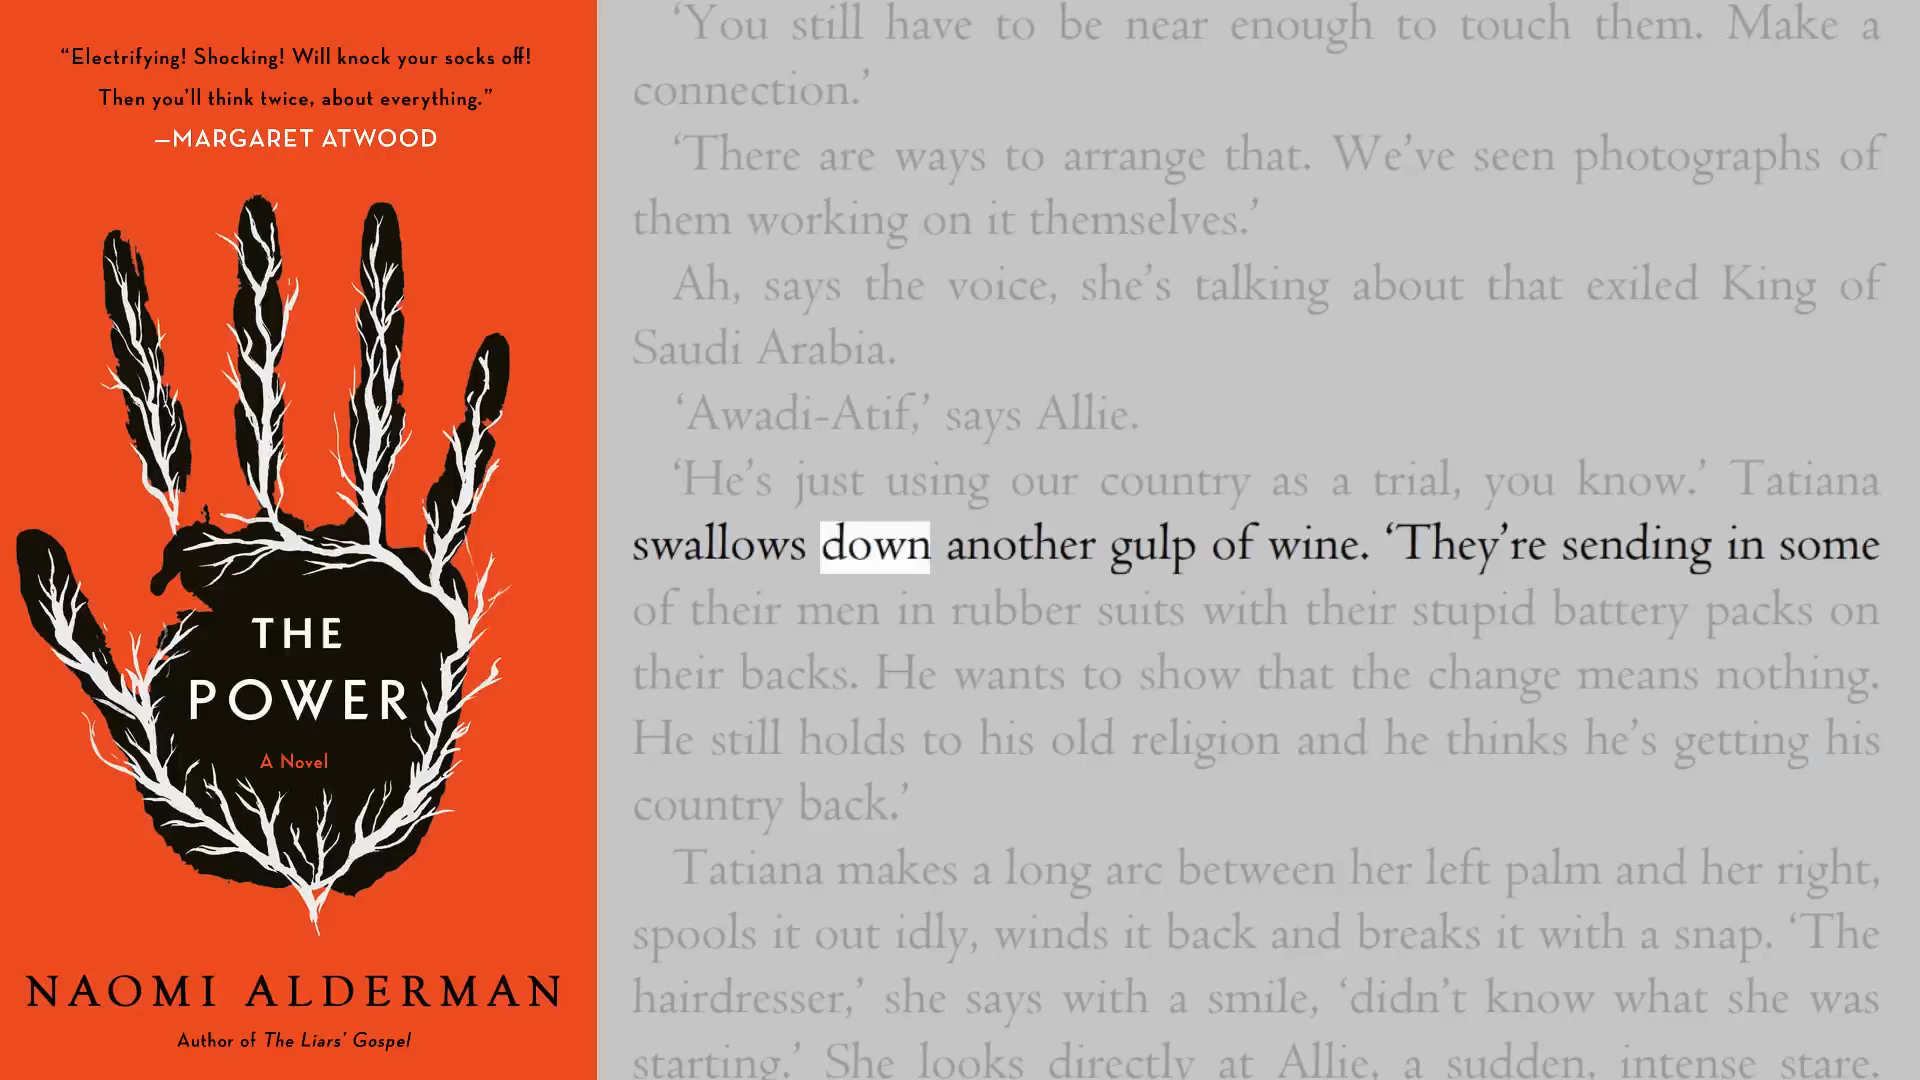 “Electrifying! Shocking! Will knock your socks off!
Then you’ll think twice, about everything.”
—MARGARET ATWOOD
THE
POWER
A Novel
NAOMI ALDERMAN
Author of The Liars’ Gospel
‘You still have to be near enough to touch them. Make a
connection.’
‘There are ways to arrange that. We’ve seen photographs of
them working on it themselves.’
Ah, says the voice, she’s talking about that exiled King of
Saudi Arabia.
‘Awadi-Atif,’ says Allie.
‘He’s just using our country as a trial, you know.’ Tatiana
swallows down another gulp of wine. ‘They’re sending in some
of their men in rubber suits with their stupid battery packs on
their backs. He wants to show that the change means nothing.
He still holds to his old religion and he thinks he’s getting his
country back.’
Tatiana makes a long arc between her left palm and her right,
spools it out idly, winds it back and breaks it with a snap. ‘The
hairdresser,’ she says with a smile, ‘didn’t know what she was
starting.’ She looks directly at Allie, a sudden, intense stare.